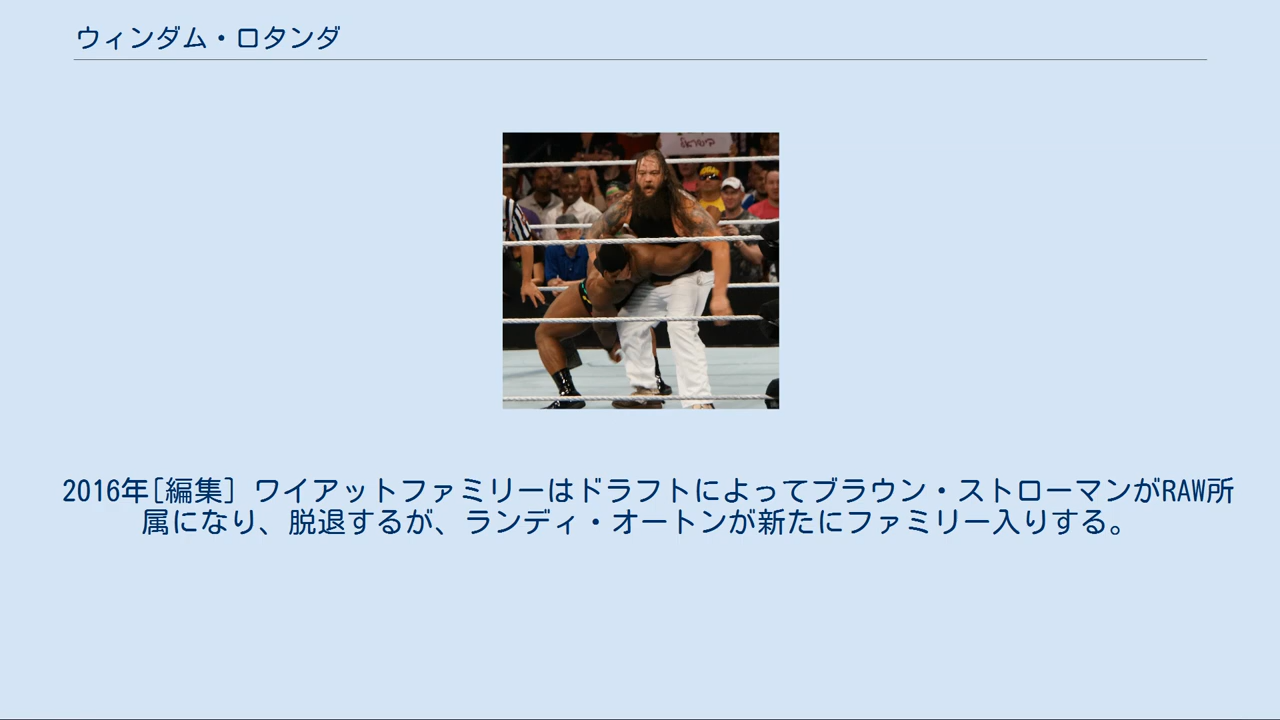 ウィンダム・ロタンダ
2016年[編集] ワイアットファミリーはドラフトによってブラウン・ストローマンがRAW所
属になり、脱退するが、ランディ・オートンが新たにファミリー入りする。